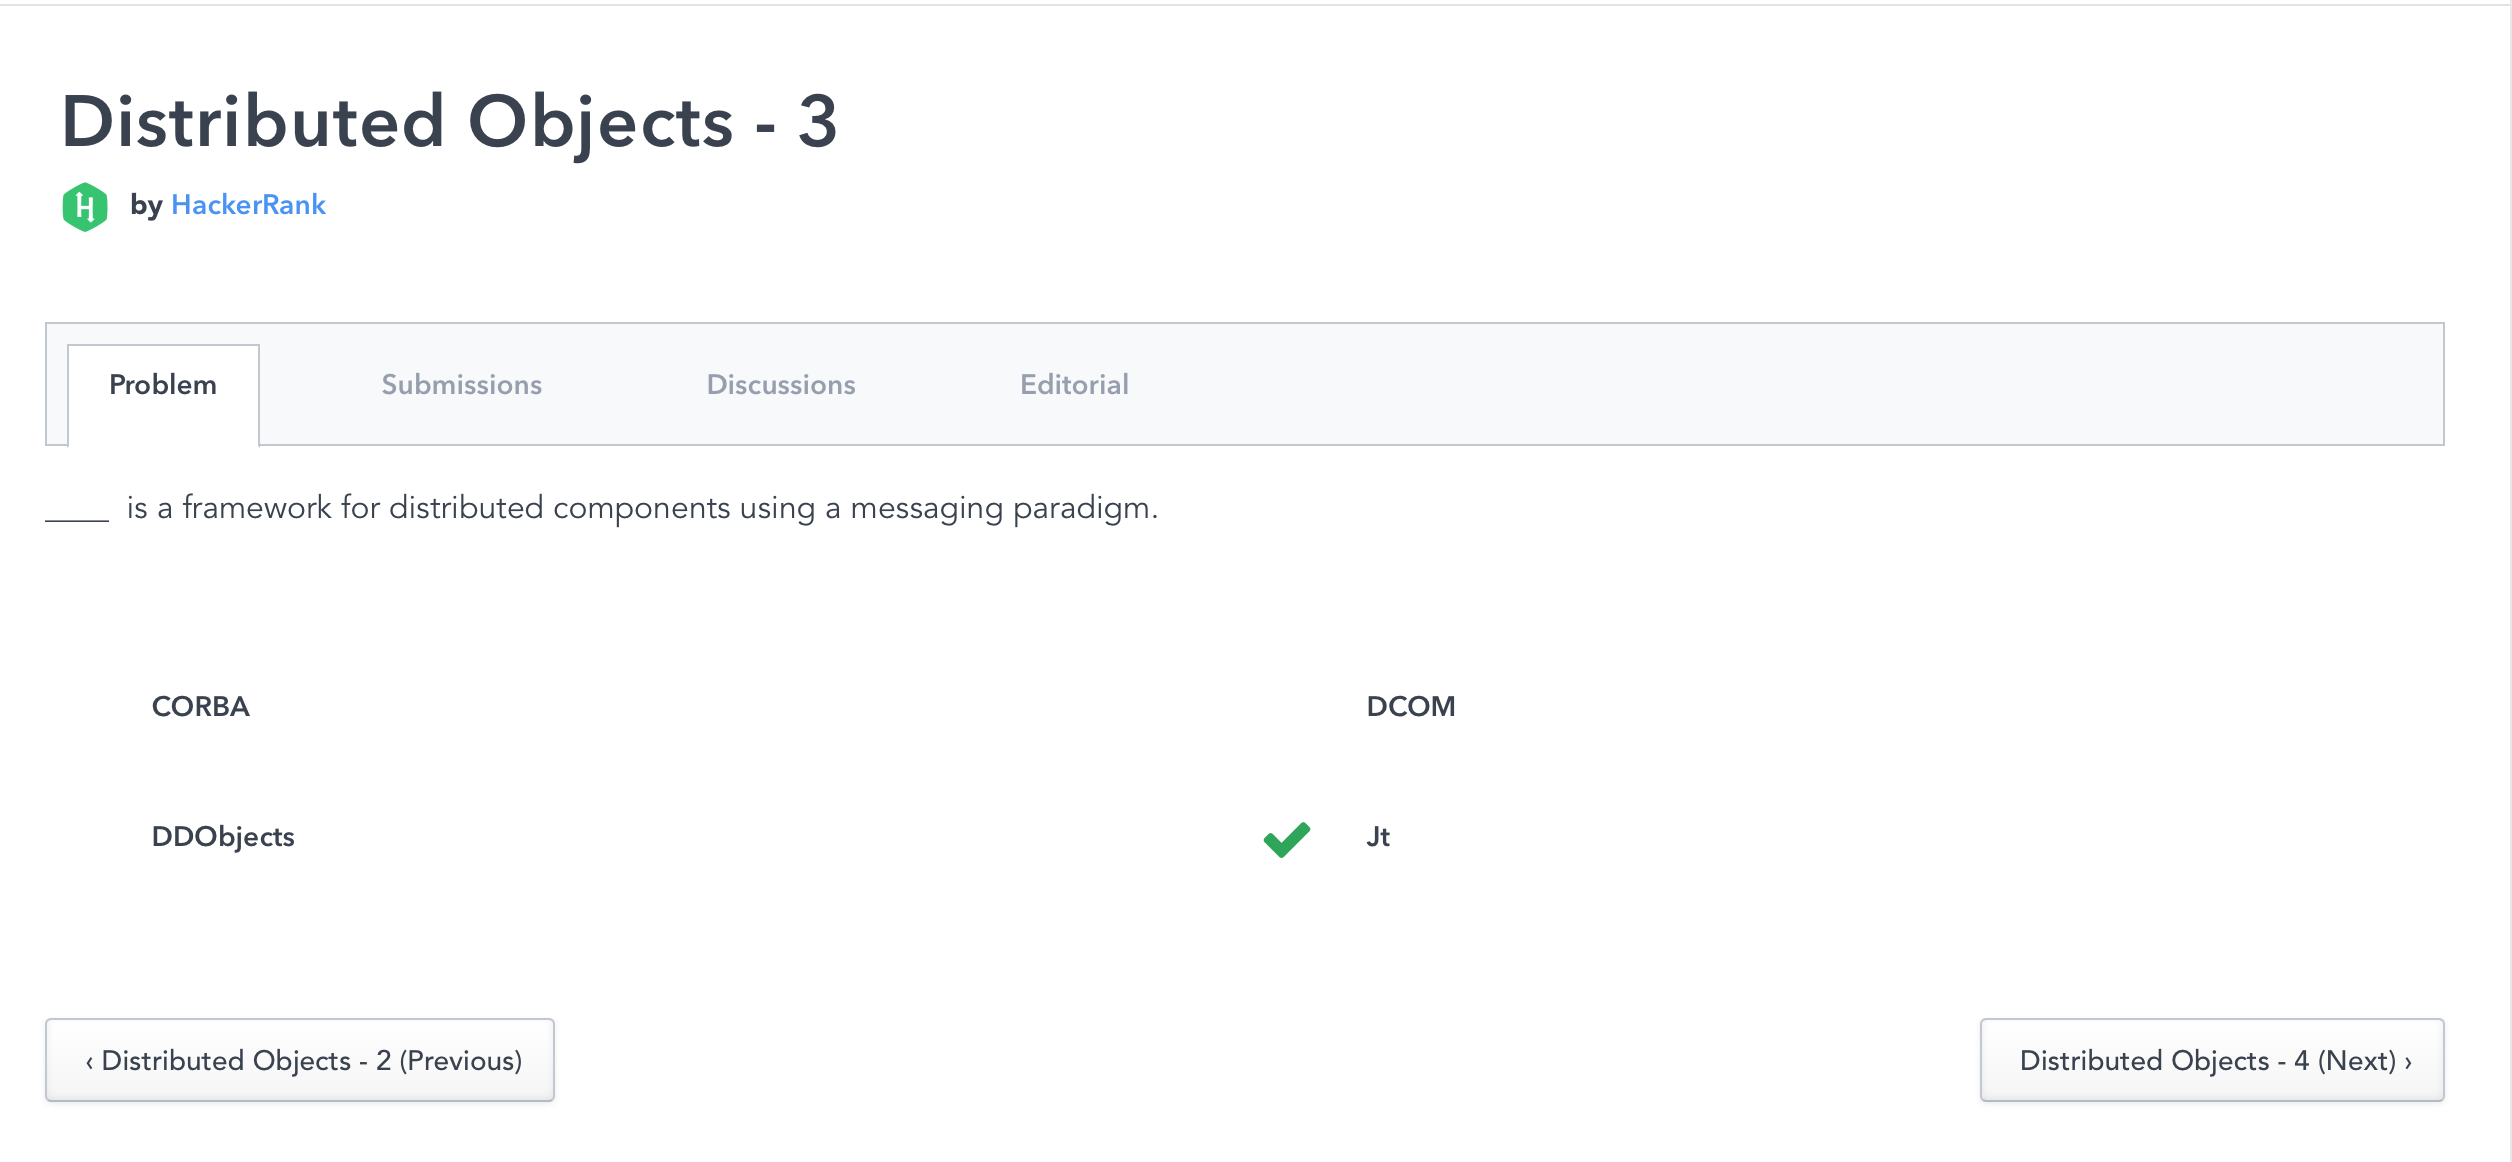 Distributed Objects - 3
by HackerRank
Problem Submissions Discussions Editorial
____ is a framework for distributed components using a messaging paradigm.
CORBA DCOM
DDObjects Jt
‹ Distributed Objects - 2 (Previous) Distributed Objects - 4 (Next) ›